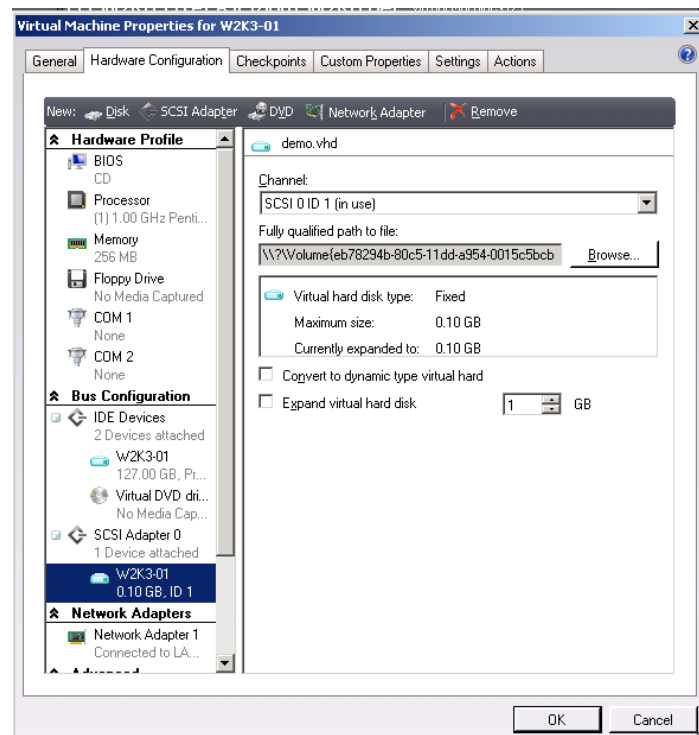 Virtual Machine Properties for W2K3-01
General Hardware Configuration Checkpoints Custom Properties Settings Actions
New: Disk SCSI Adapter DVD Network Adapter Remove
Hardware Profile
BIOS
CD
Processor
(1) 1.00 GHz Penti...
Memory
256 MB
Floppy Drive
No Media Captured
COM 1
None
COM 2
None
Bus Configuration
IDE Devices
2 Devices attached
W2K3-01
127.00 GB, Pr...
Virtual DVD dri...
No Media Cap...
SCSI Adapter 0
1 Device attached
W2K3-01
0.10 GB, ID 1
Network Adapters
Network Adapter 1
Connected to LA...
demo.vhd
Channel:
SCSI 0 ID 1 (in use)
Fully qualified path to file:
\\?\Volume{eb78294b-80c5-11dd-a954-0015c5bcb Browse...
Virtual hard disk type: Fixed
Maximum size: 0.10 GB
Currently expanded to: 0.10 GB
Convert to dynamic type virtual hard
Expand virtual hard disk 1 GB
OK Cancel